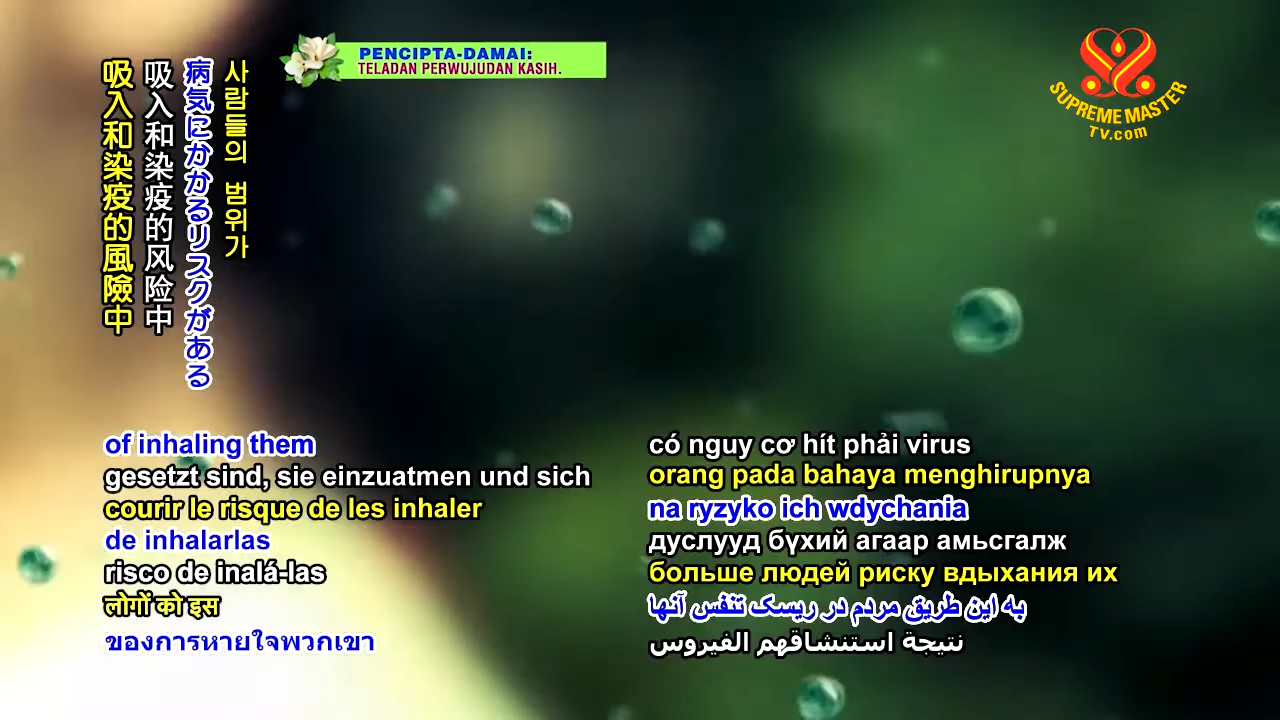 PENCIPTA-DAMAI:
TELADAN PERWUJUDAN KASIH.
SUPREME MASTER
TV.com
사람들의 범위가
病気にかかるリスクがある
吸入和染疫的风险中
吸入和染疫的風險中
of inhaling them
gesetzt sind, sie einzuatmen und sich
courir le risque de les inhaler
de inhalarlas
risco de inalá-las
लोगों को इस
ของการหายใจพวกเขา
có nguy cơ hít phải virus
orang pada bahaya menghirupnya
na ryzyko ich wdychania
дуслууд бүхий агаар амьсгалж
больше людей риску вдыхания их
به این طریق مردم در ریسک تنفس آنها
نتيجة استنشاقهم الفيروس